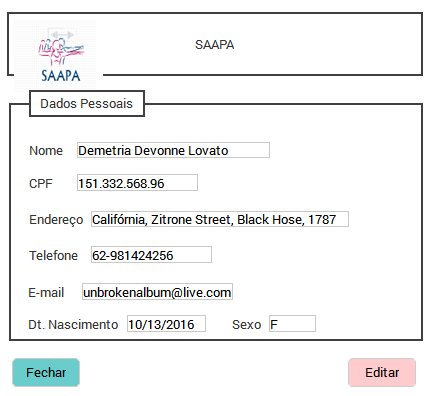 SAAPA
SAAPA
Dados Pessoais
Nome Demetria Devonne Lovato
CPF 151.332.568.96
Endereço Califórnia, Zitrone Street, Black Hose, 1787
Telefone 62-981424256
E-mail unbrokenalbum@live.com
Dt. Nascimento 10/13/2016 Sexo F
Fechar Editar